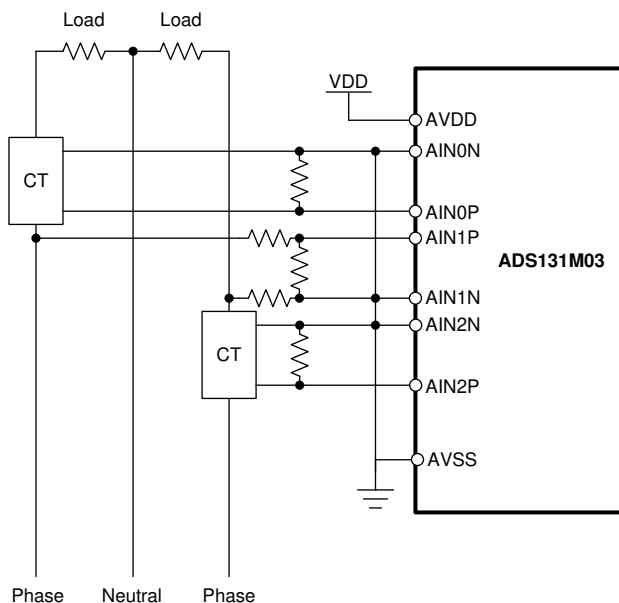 Load Load
VDD
AVDD
AIN0N
CT
AIN0P
AIN1P
ADS131M03
AIN1N
AIN2N
CT
AIN2P
AVSS
Phase Neutral Phase